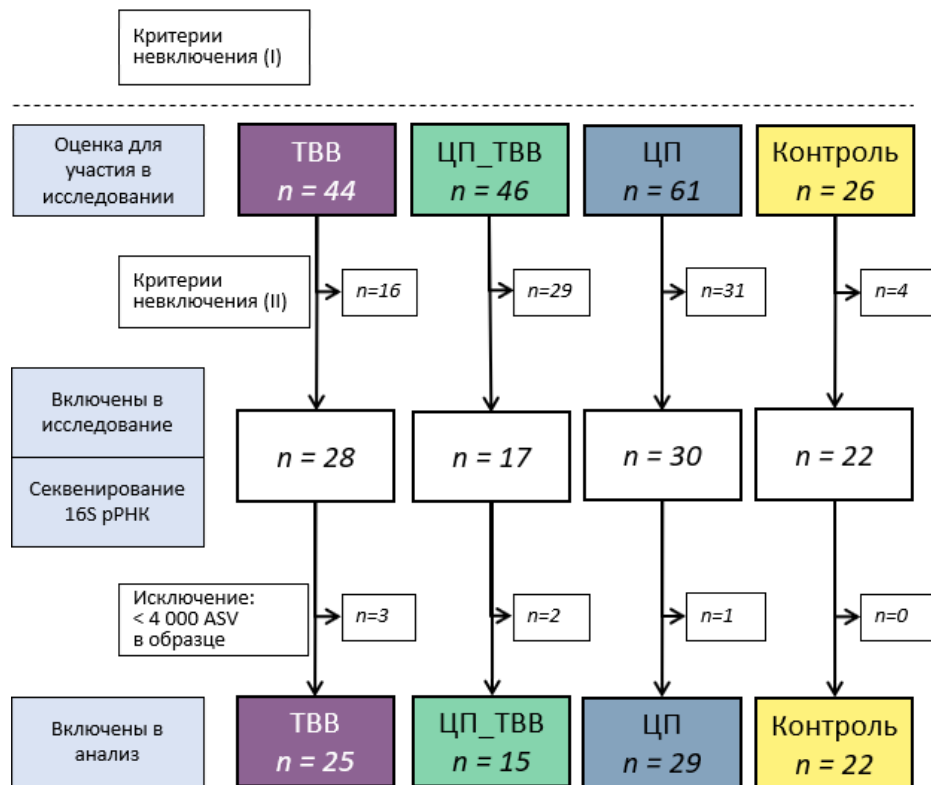 Критерии
невключения (I)
Оценка для
участия в
исследовании
ТВВ
n = 44
ЦП_ТВВ
n = 46
ЦП
n = 61
Контроль
n = 26
Критерии
невключения (II)
n=16
n=29
n=31
n=4
Включены в
исследование
Секвенирование
16S рРНК
n = 28
n = 17
n = 30
n = 22
Исключение:
< 4 000 ASV
в образце
n=3
n=2
n=1
n=0
Включены в
анализ
ТВВ
n = 25
ЦП_ТВВ
n = 15
ЦП
n = 29
Контроль
n = 22